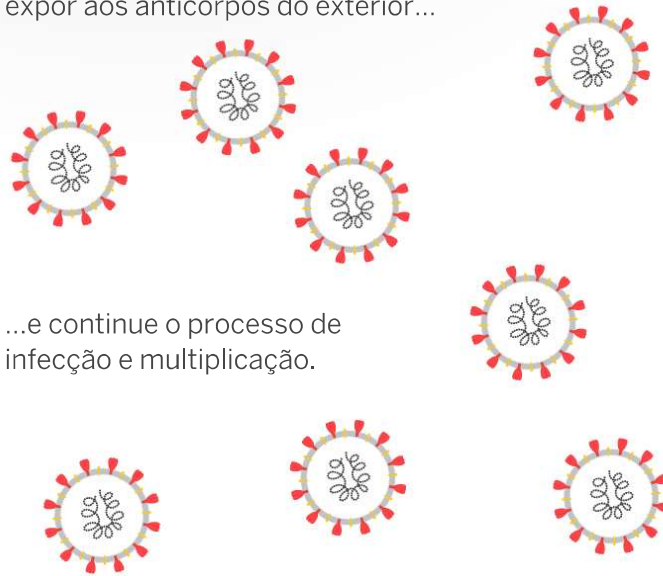 expor aos anticorpos do exterior...
...e continue o processo de
infecção e multiplicação.